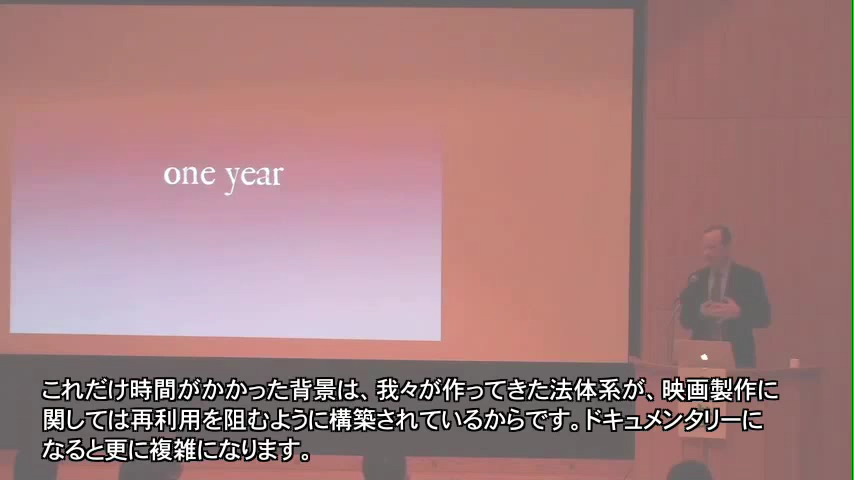 one year
これだけ時間がかかった背景は、我々が作ってきた法体系が、映画製作に
関しては再利用を阻むように構築されているからです。ドキュメンタリーに
なると更に複雑になります。